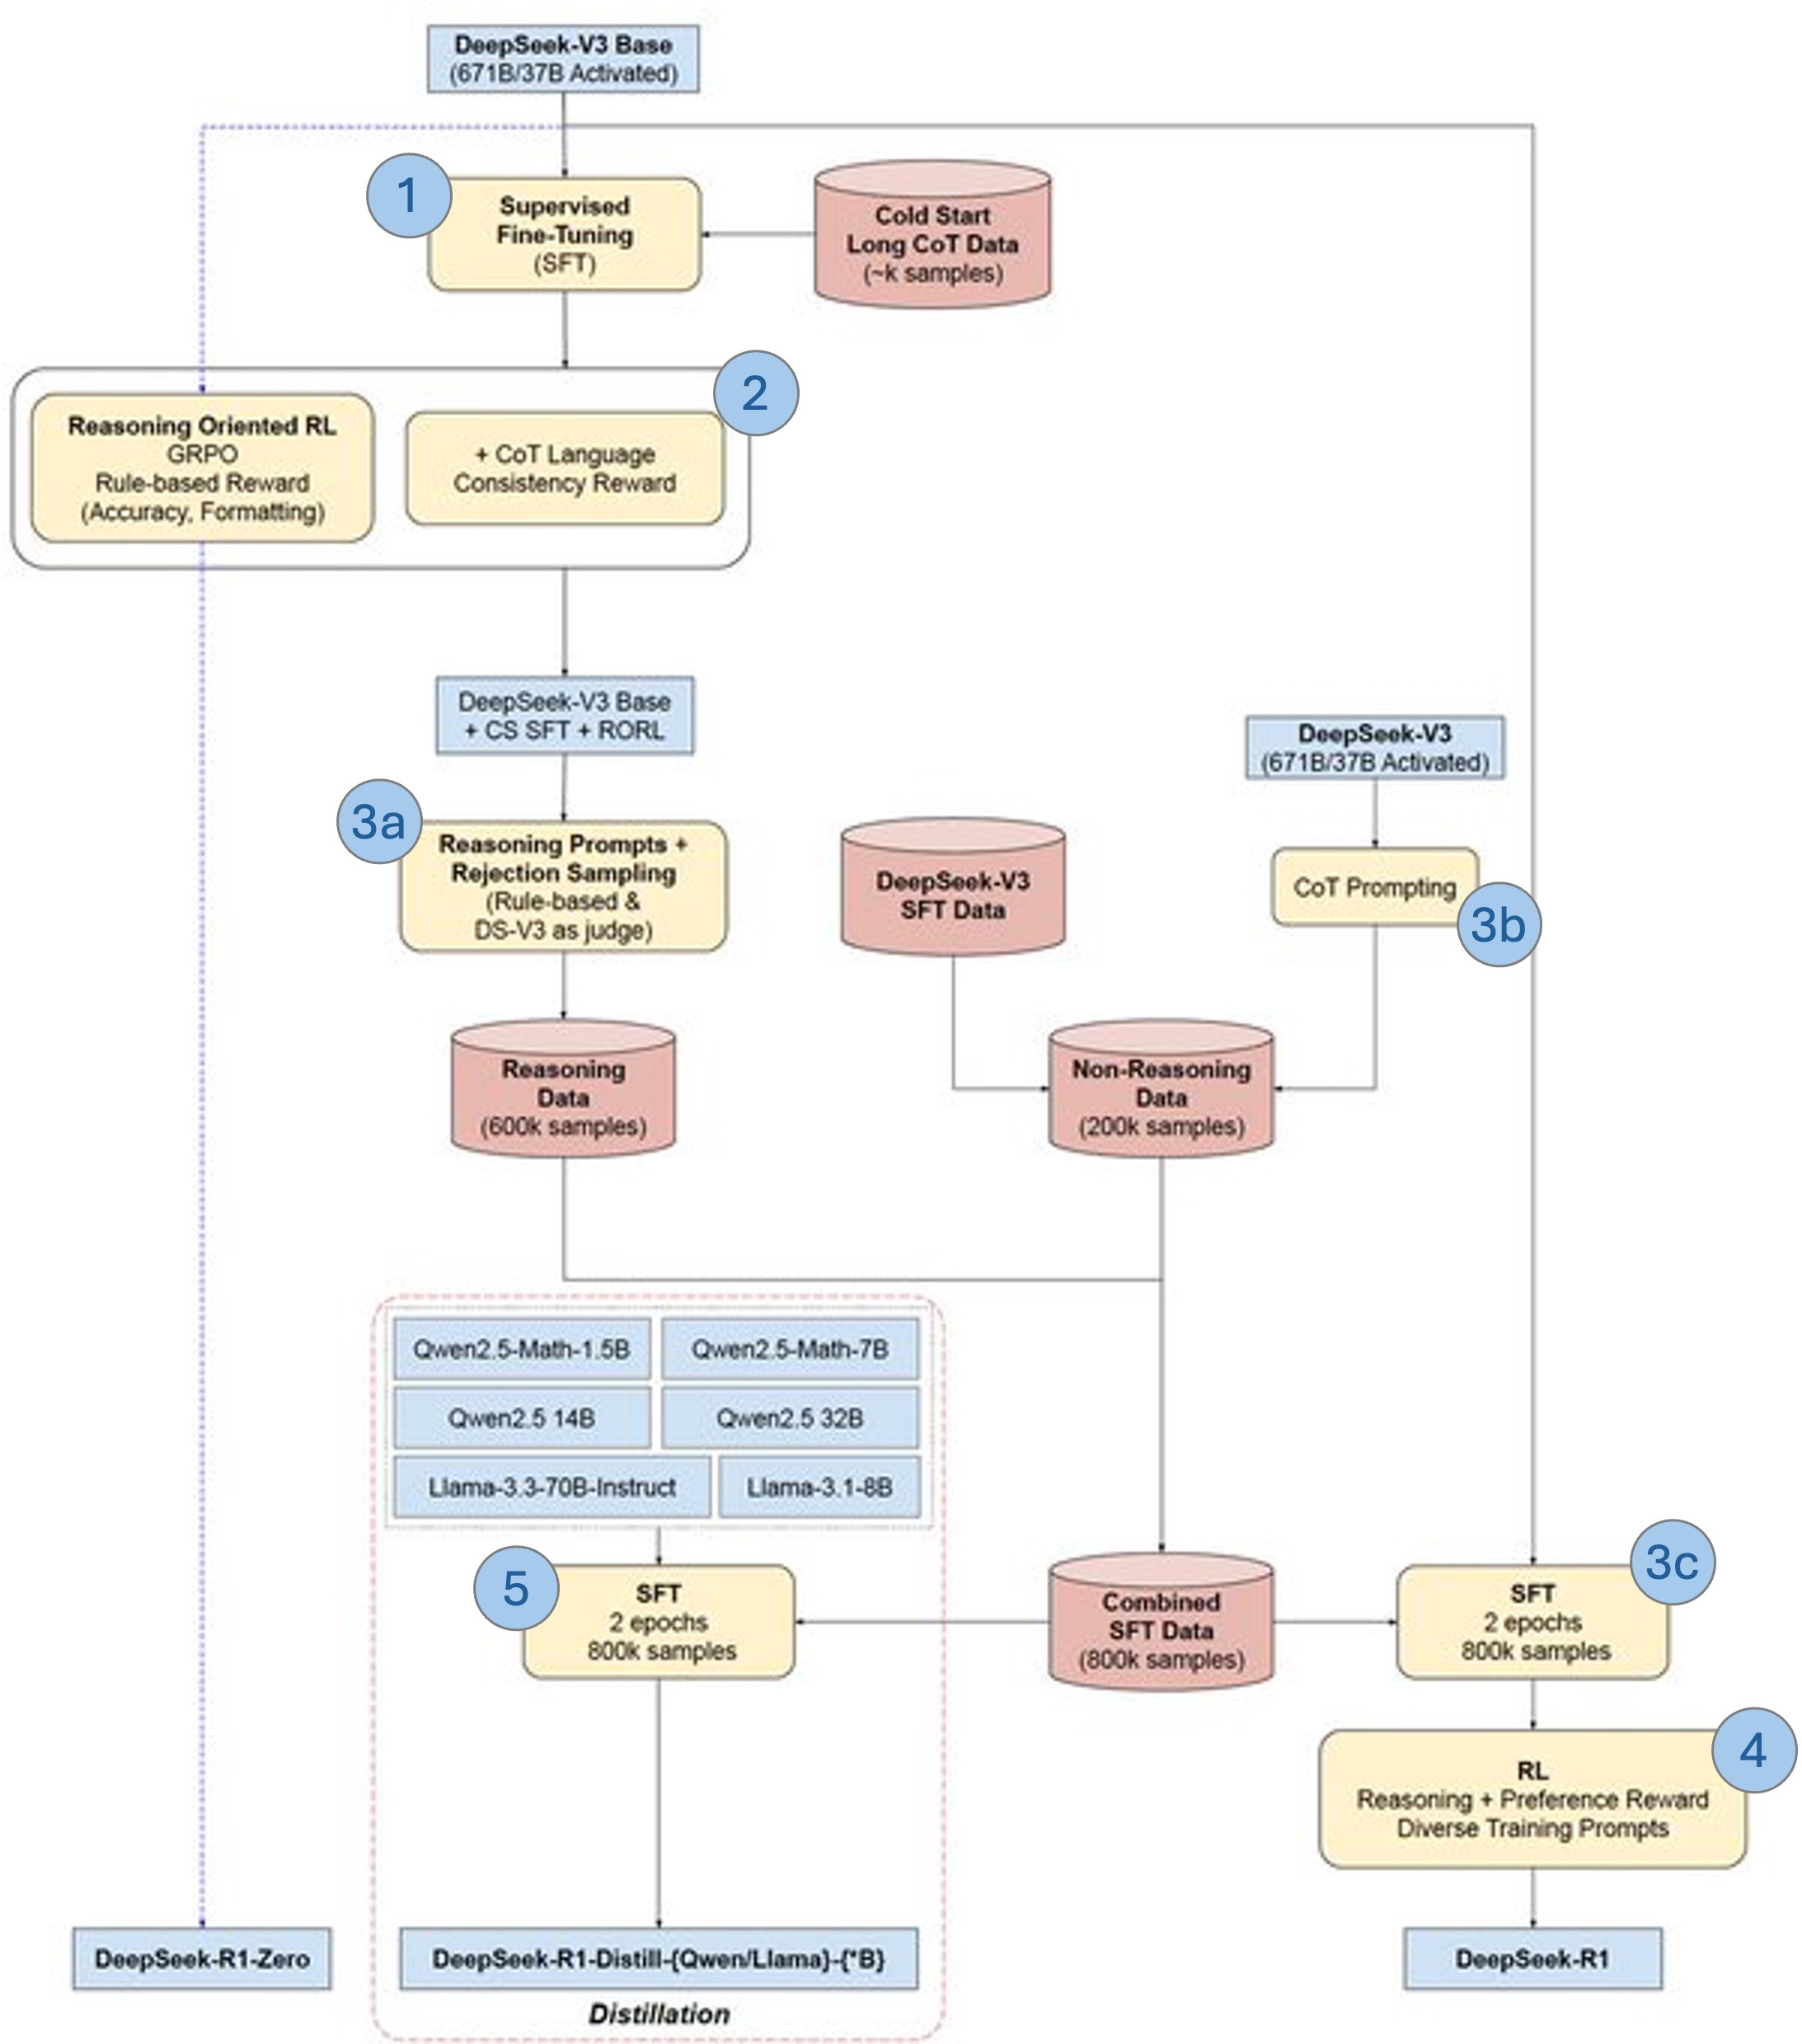 DeepSeek-V3 Base
(671B/37B Activated)
1
Supervised
Fine-Tuning
(SFT)
Cold Start
Long CoT Data
(~k samples)
2
Reasoning Oriented RL
GRPO
Rule-based Reward
(Accuracy, Formatting)
+ CoT Language
Consistency Reward
DeepSeek-V3 Base
+ CS SFT + RORL
DeepSeek-V3
(671B/37B Activated)
3a
Reasoning Prompts +
Rejection Sampling
(Rule-based &
DS-V3 as judge)
DeepSeek-V3
SFT Data
CoT Prompting
3b
Reasoning
Data
(600k samples)
Non-Reasoning
Data
(200k samples)
Qwen2.5-Math-1.5B
Qwen2.5-Math-7B
Qwen2.5 14B
Qwen2.5 32B
Llama-3.3-70B-Instruct
Llama-3.1-8B
5
SFT
2 epochs
800k samples
Combined
SFT Data
(800k samples)
3c
SFT
2 epochs
800k samples
4
RL
Reasoning + Preference Reward
Diverse Training Prompts
DeepSeek-R1-Zero
DeepSeek-R1-Distill-{Qwen/Llama}-{*B}
DeepSeek-R1
Distillation